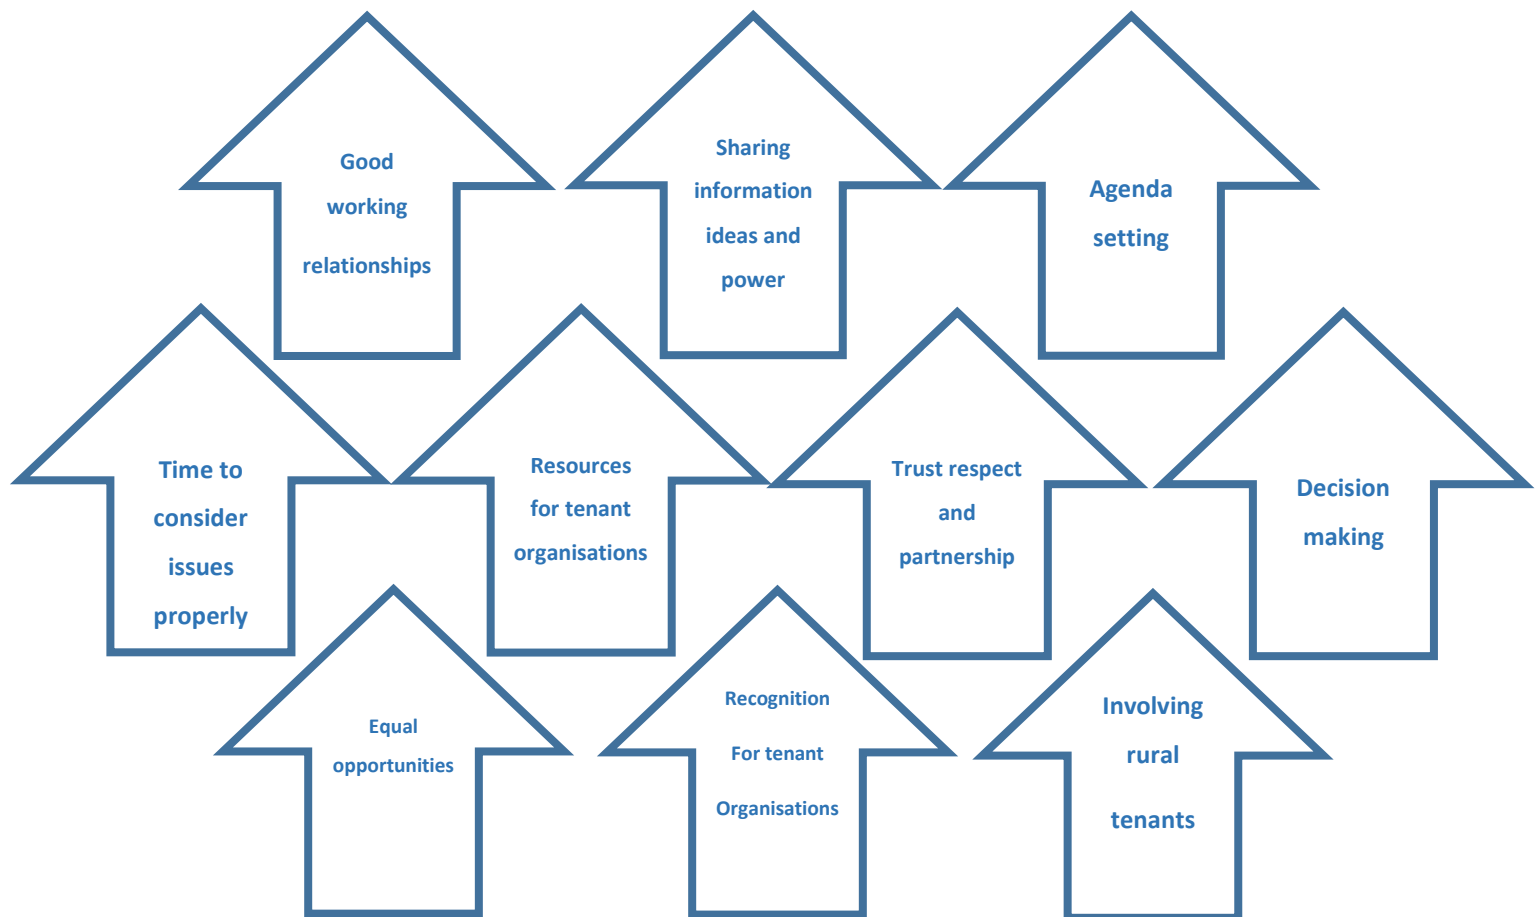 Good
working
relationships
Sharing
information
ideas and
power
Agenda
setting
Time to
consider
issues
properly
Resources
for tenant
organisations
Trust respect
and
partnership
Decision
making
Equal
opportunities
Recognition
For tenant
Organisations
Involving
rural
tenants